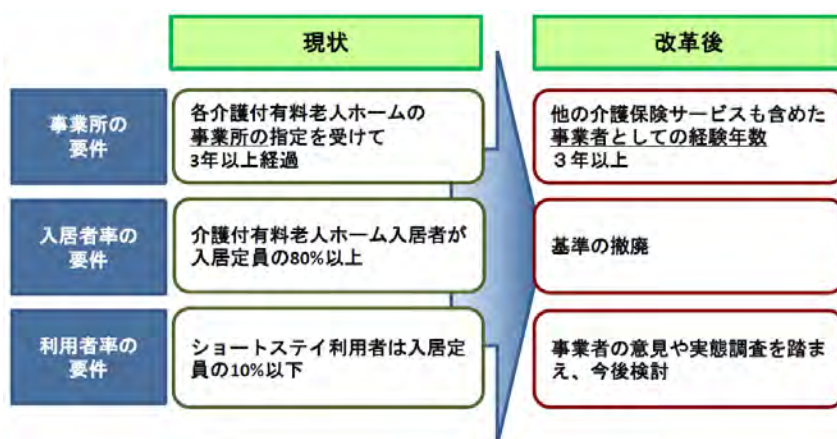 現状
改革後
事業所の
要件
各介護付有料老人ホームの
事業所の指定を受けて
3年以上経過
他の介護保険サービスも含めた
事業者としての経験年数
３年以上
入居者率の
要件
介護付有料老人ホーム入居者が
入居定員の80%以上
基準の撤廃
利用者率の
要件
ショートステイ利用者は入居定
員の10%以下
事業者の意見や実態調査を踏ま
え、今後検討